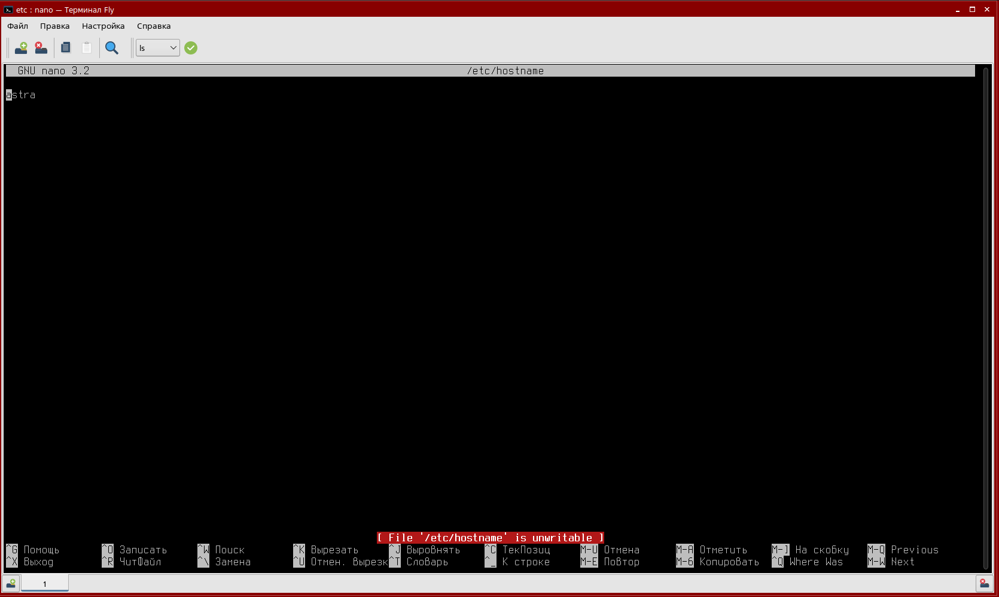 etc : nano — Терминал Fly
Файл Правка Настройка Справка
ls
GNU nano 3.2 /etc/hostname
astra
[ File '/etc/hostname' is unwritable ]
^G Помощь ^O Записать ^W Поиск ^K Вырезать ^J Выровнять ^C ТекПозиц M-U Отмена M-A Отметить M-] На скобку M-Q Previous
^X Выход ^R ЧитФайл ^\ Замена ^U Отмен. Вырезк ^T Словарь ^_ К строке M-E Повтор M-6 Копировать ^Q Where Was M-W Next
1